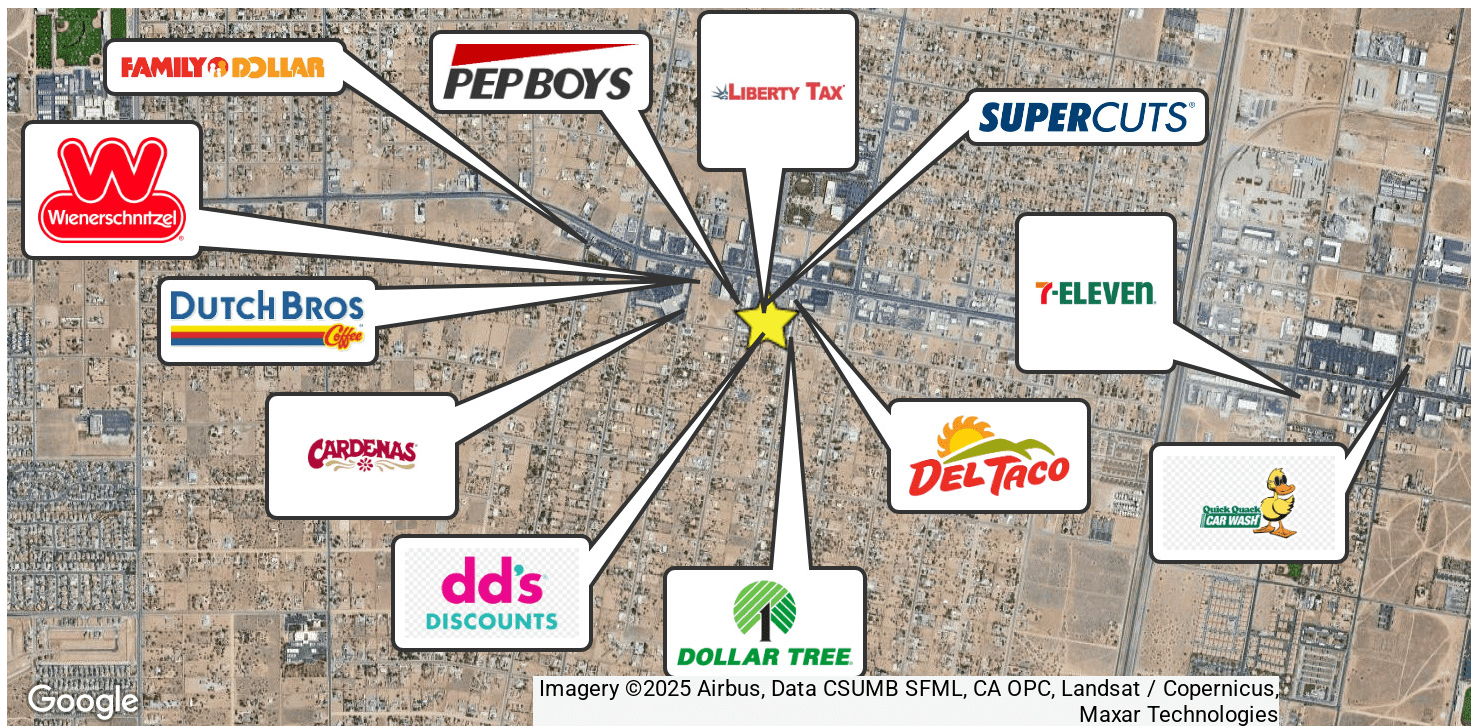 FAMILY DOLLAR
PEP BOYS
LIBERTY TAX
SUPERCUTS®
W
Wienerschnitzel®
DUTCH BROS
Coffee
7-ELEVEN®
CARDENAS
DEL TACO
Quick Quack
CAR WASH
dd's
DISCOUNTS
1
DOLLAR TREE
Google
Imagery ©2025 Airbus, Data CSUMB SFML, CA OPC, Landsat / Copernicus,
Maxar Technologies